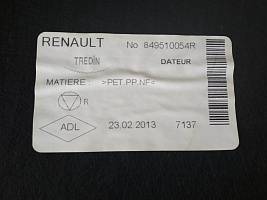 RENAULT No 849510054R
TREDIN DATEUR
MATIERE : >PET.PP.NF<
R
ADL 23.02 2013 7137